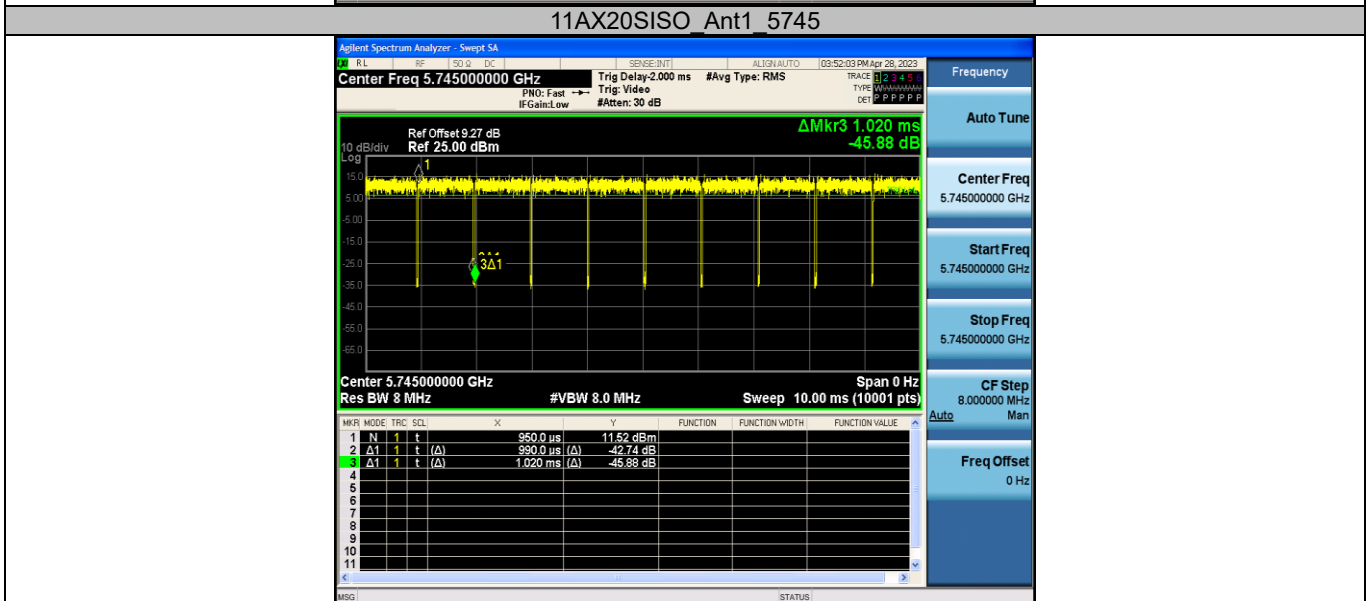 11AX20SISO_Ant1_5745
Agilent Spectrum Analyzer - Swept SA
RL RF 50 Ω DC SENSE:INT ALIGNAUTO 03:52:03 PM Apr 28, 2023
Center Freq 5.745000000 GHz
PNO: Fast
IFGain:Low
Trig Delay-2.000 ms #Avg Type: RMS
Trig: Video
#Atten: 30 dB
TRACE 1 2 3 4 5 6
TYPE
DET P P P P P P
Frequency
ΔMkr3 1.020 ms
-45.88 dB
Ref Offset 9.27 dB
10 dB/div Ref 25.00 dBm
Log
15.0
5.00
-5.00
-15.0
-25.0
-35.0
-45.0
-55.0
-65.0
1
3Δ1
Center 5.745000000 GHz Span 0 Hz
Res BW 8 MHz #VBW 8.0 MHz Sweep 10.00 ms (10001 pts)
MKR MODE TRC SCL X Y FUNCTION FUNCTION WIDTH FUNCTION VALUE
1 N 1 t 950.0 µs 11.52 dBm
2 Δ1 1 t (Δ) 990.0 µs (Δ) -42.74 dB
3 Δ1 1 t (Δ) 1.020 ms (Δ) -45.88 dB
4
5
6
7
8
9
10
11
Auto Tune
Center Freq
5.745000000 GHz
Start Freq
5.745000000 GHz
Stop Freq
5.745000000 GHz
CF Step
8.000000 MHz
Auto Man
Freq Offset
0 Hz
MSG STATUS